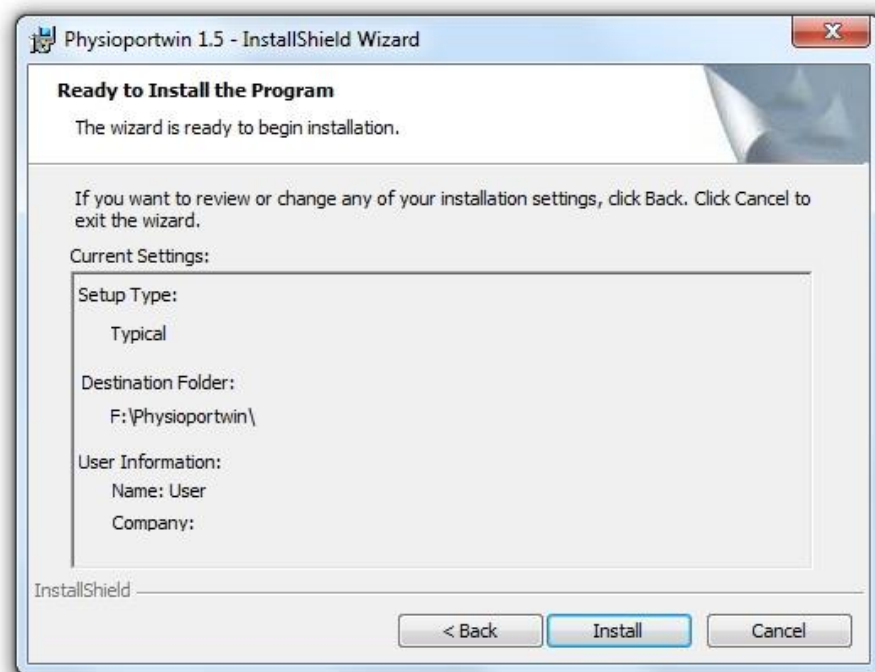 Physioportwin 1.5 - InstallShield Wizard
Ready to Install the Program
The wizard is ready to begin installation.
If you want to review or change any of your installation settings, click Back. Click Cancel to
exit the wizard.
Current Settings:
Setup Type:
Typical
Destination Folder:
F:\Physioportwin\
User Information:
Name: User
Company:
InstallShield
< Back
Install
Cancel